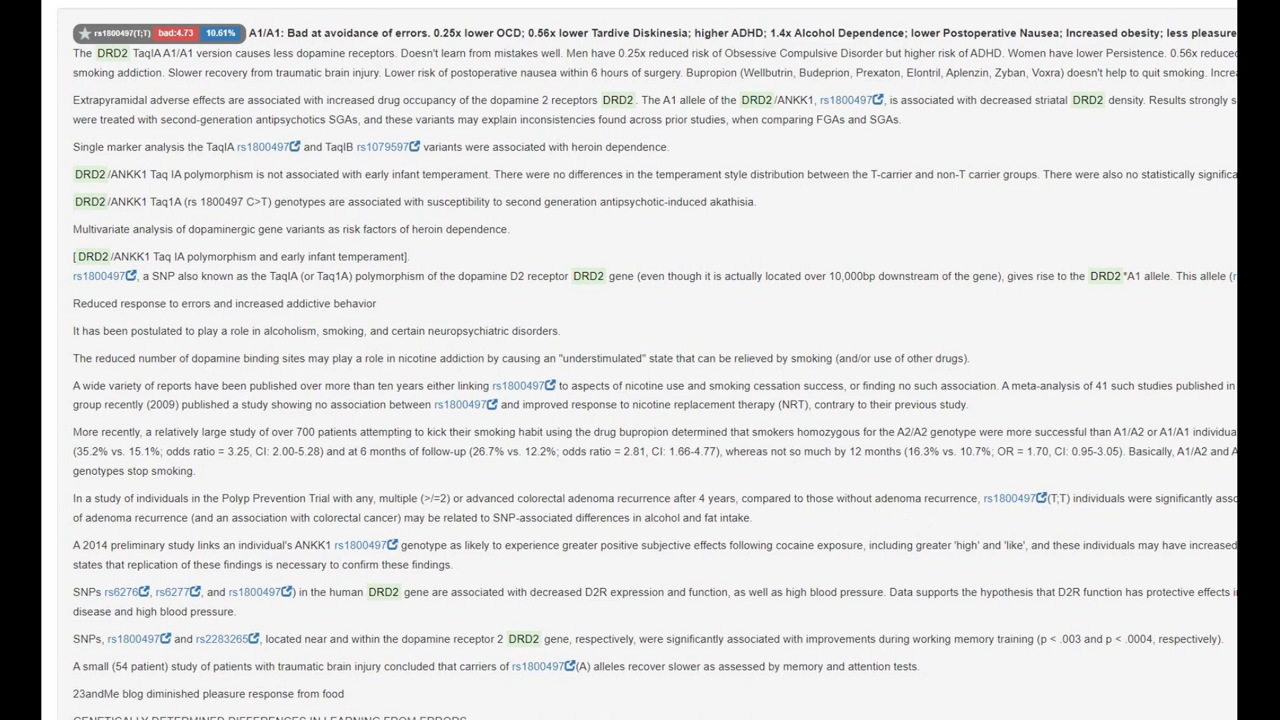 rs1800497(T;T) bad:4.73 10.61% A1/A1: Bad at avoidance of errors. 0.25x lower OCD; 0.56x lower Tardive Diskinesia; higher ADHD; 1.4x Alcohol Dependence; lower Postoperative Nausea; Increased obesity; less pleasure
The DRD2 TaqIA A1/A1 version causes less dopamine receptors. Doesn't learn from mistakes well. Men have 0.25x reduced risk of Obsessive Compulsive Disorder but higher risk of ADHD. Women have lower Persistence. 0.56x reduced
smoking addiction. Slower recovery from traumatic brain injury. Lower risk of postoperative nausea within 6 hours of surgery. Bupropion (Wellbutrin, Budeprion, Prexaton, Elontril, Aplenzin, Zyban, Voxra) doesn't help to quit smoking. Incre
Extrapyramidal adverse effects are associated with increased drug occupancy of the dopamine 2 receptors DRD2. The A1 allele of the DRD2/ANKK1, rs1800497, is associated with decreased striatal DRD2 density. Results strongly s
were treated with second-generation antipsychotics SGAs, and these variants may explain inconsistencies found across prior studies, when comparing FGAs and SGAs.
Single marker analysis the TaqIA rs1800497 and TaqIB rs1079597 variants were associated with heroin dependence.
DRD2/ANKK1 Taq IA polymorphism is not associated with early infant temperament. There were no differences in the temperament style distribution between the T-carrier and non-T carrier groups. There were also no statistically significa
DRD2/ANKK1 Taq1A (rs 1800497 C>T) genotypes are associated with susceptibility to second generation antipsychotic-induced akathisia.
Multivariate analysis of dopaminergic gene variants as risk factors of heroin dependence.
[DRD2/ANKK1 Taq IA polymorphism and early infant temperament].
rs1800497, a SNP also known as the TaqIA (or Taq1A) polymorphism of the dopamine D2 receptor DRD2 gene (even though it is actually located over 10,000bp downstream of the gene), gives rise to the DRD2*A1 allele. This allele (r
Reduced response to errors and increased addictive behavior
It has been postulated to play a role in alcoholism, smoking, and certain neuropsychiatric disorders.
The reduced number of dopamine binding sites may play a role in nicotine addiction by causing an "understimulated" state that can be relieved by smoking (and/or use of other drugs).
A wide variety of reports have been published over more than ten years either linking rs1800497 to aspects of nicotine use and smoking cessation success, or finding no such association. A meta-analysis of 41 such studies published in
group recently (2009) published a study showing no association between rs1800497 and improved response to nicotine replacement therapy (NRT), contrary to their previous study.
More recently, a relatively large study of over 700 patients attempting to kick their smoking habit using the drug bupropion determined that smokers homozygous for the A2/A2 genotype were more successful than A1/A2 or A1/A1 individua
(35.2% vs. 15.1%; odds ratio = 3.25, CI: 2.00-5.28) and at 6 months of follow-up (26.7% vs. 12.2%; odds ratio = 2.81, CI: 1.66-4.77), whereas not so much by 12 months (16.3% vs. 10.7%; OR = 1.70, CI: 0.95-3.05). Basically, A1/A2 and A
genotypes stop smoking.
In a study of individuals in the Polyp Prevention Trial with any, multiple (>/=2) or advanced colorectal adenoma recurrence after 4 years, compared to those without adenoma recurrence, rs1800497(T;T) individuals were significantly asso
of adenoma recurrence (and an association with colorectal cancer) may be related to SNP-associated differences in alcohol and fat intake.
A 2014 preliminary study links an individual's ANKK1 rs1800497 genotype as likely to experience greater positive subjective effects following cocaine exposure, including greater 'high' and 'like', and these individuals may have increased
states that replication of these findings is necessary to confirm these findings.
SNPs rs6276, rs6277, and rs1800497) in the human DRD2 gene are associated with decreased D2R expression and function, as well as high blood pressure. Data supports the hypothesis that D2R function has protective effects i
disease and high blood pressure.
SNPs, rs1800497 and rs2283265, located near and within the dopamine receptor 2 DRD2 gene, respectively, were significantly associated with improvements during working memory training (p < .003 and p < .0004, respectively).
A small (54 patient) study of patients with traumatic brain injury concluded that carriers of rs1800497(A) alleles recover slower as assessed by memory and attention tests.
23andMe blog diminished pleasure response from food
GENETICALLY DETERMINED DIFFERENCES IN LEARNING FROM ERRORS